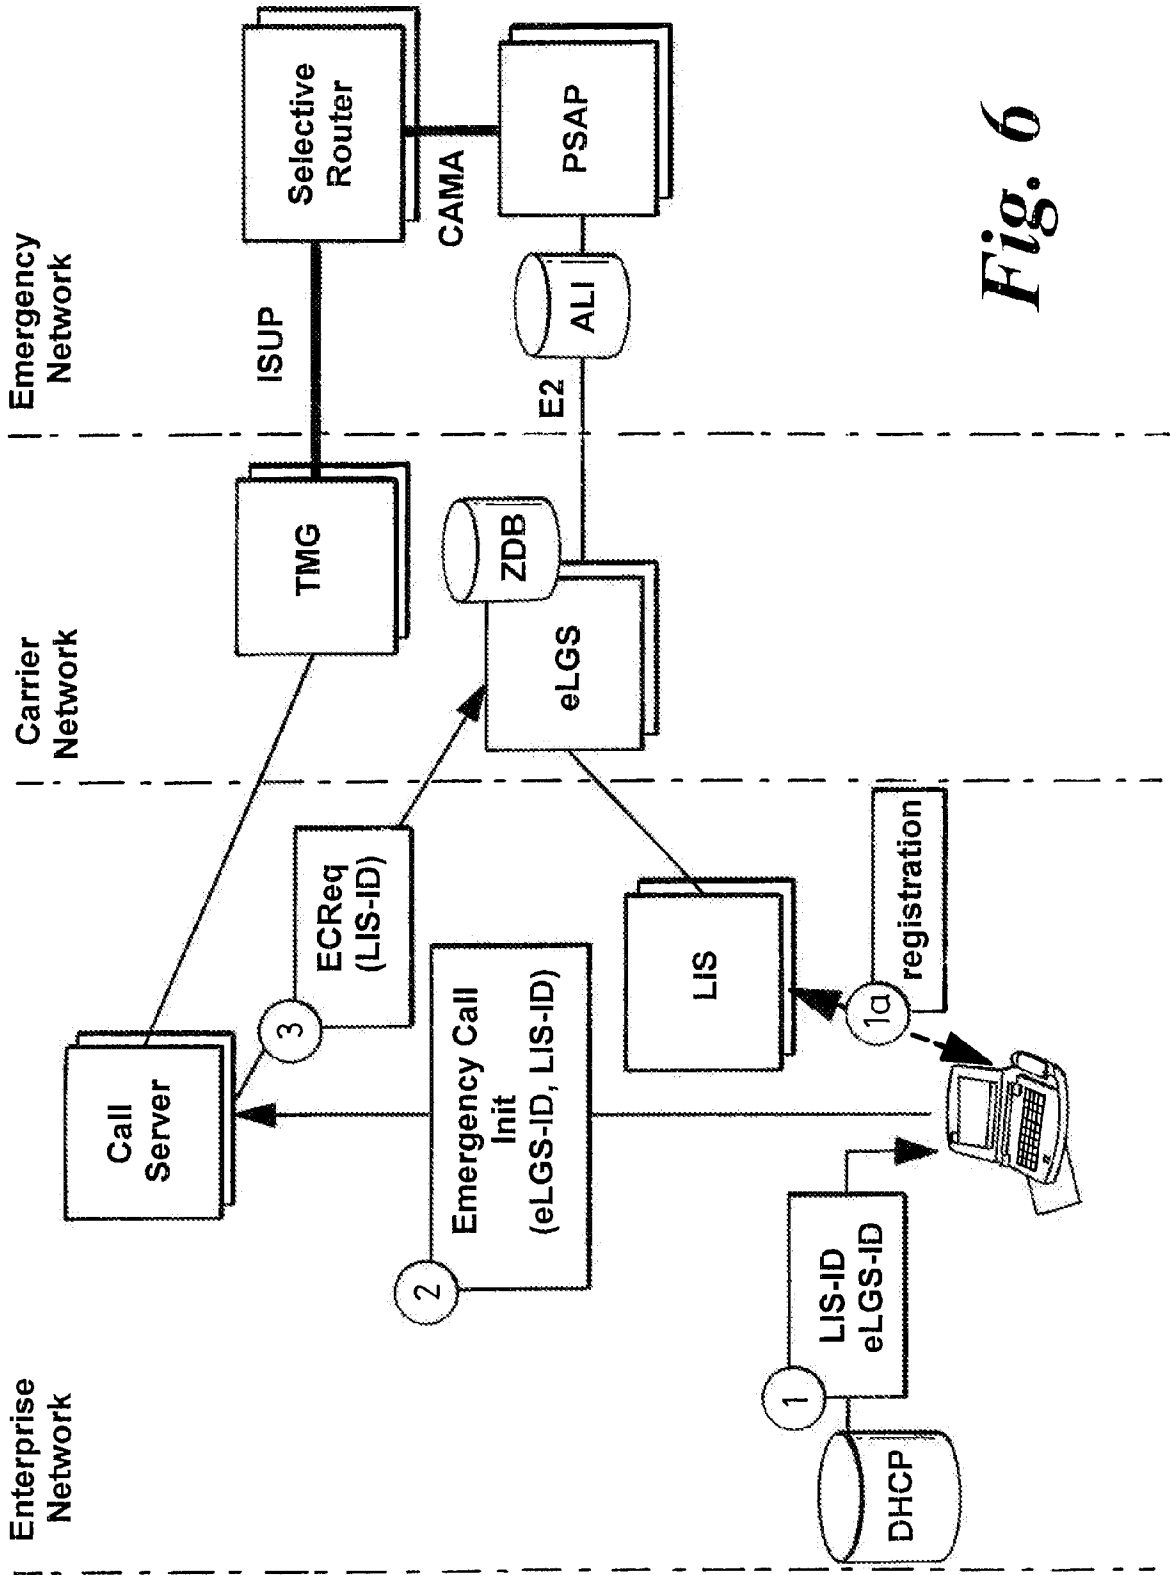 Enterprise
Network
Carrier
Network
Emergency
Network
Call
Server
3
ECReq
(LIS-ID)
TMG
ISUP
Selective
Router
CAMA
2
Emergency Call
Init
(eLGS-ID, LIS-ID)
ZDB
eLGS
E2
ALI
PSAP
LIS
1
LIS-ID
eLGS-ID
1a
registration
DHCP
Fig. 6